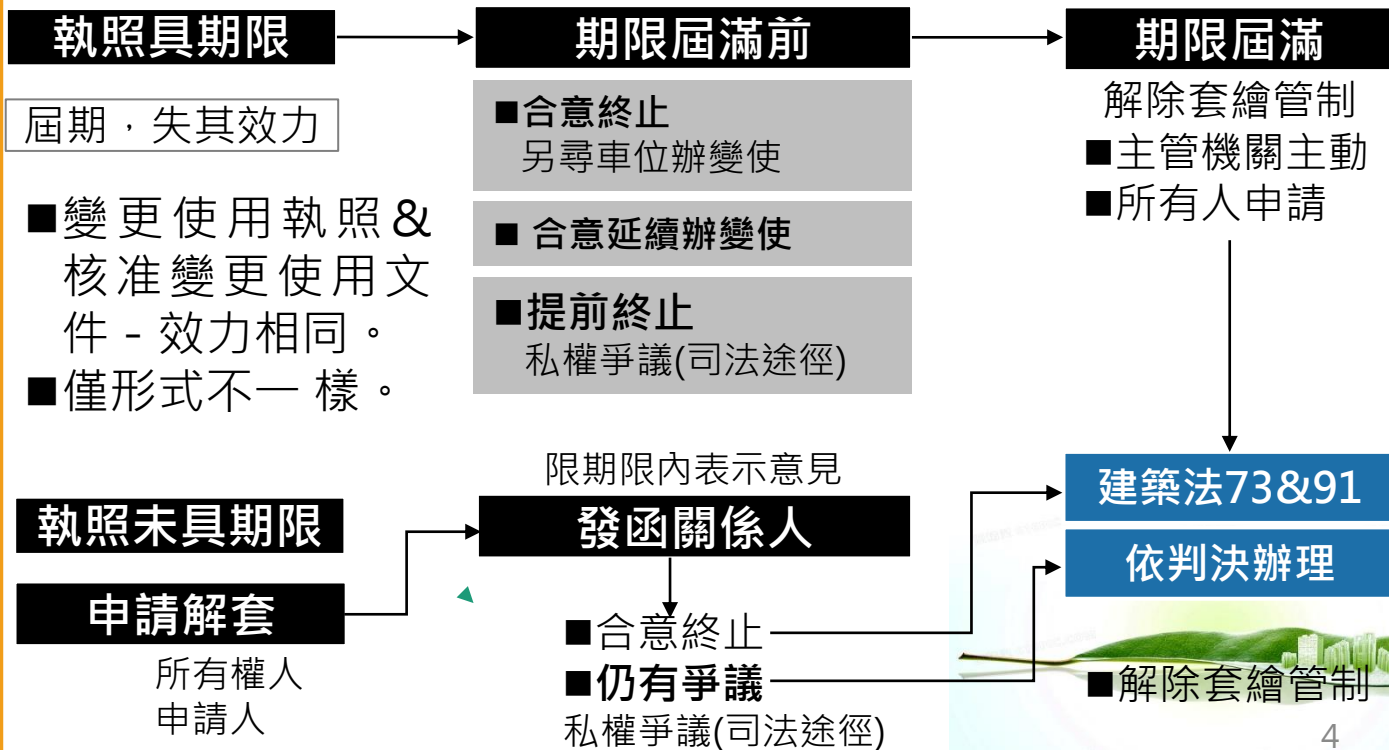 執照具期限
期限屆滿前
期限屆滿
屆期，失其效力
■變更使用執照&
核准變更使用文
件－效力相同。
■僅形式不一 樣。
■合意終止
另尋車位辦變使
■ 合意延續辦變使
■提前終止
私權爭議(司法途徑)
解除套繪管制
■主管機關主動
■所有人申請
執照未具期限
申請解套
所有權人
申請人
限期限內表示意見
發函關係人
■合意終止
■仍有爭議
私權爭議(司法途徑)
建築法73&91
依判決辦理
■解除套繪管制
4